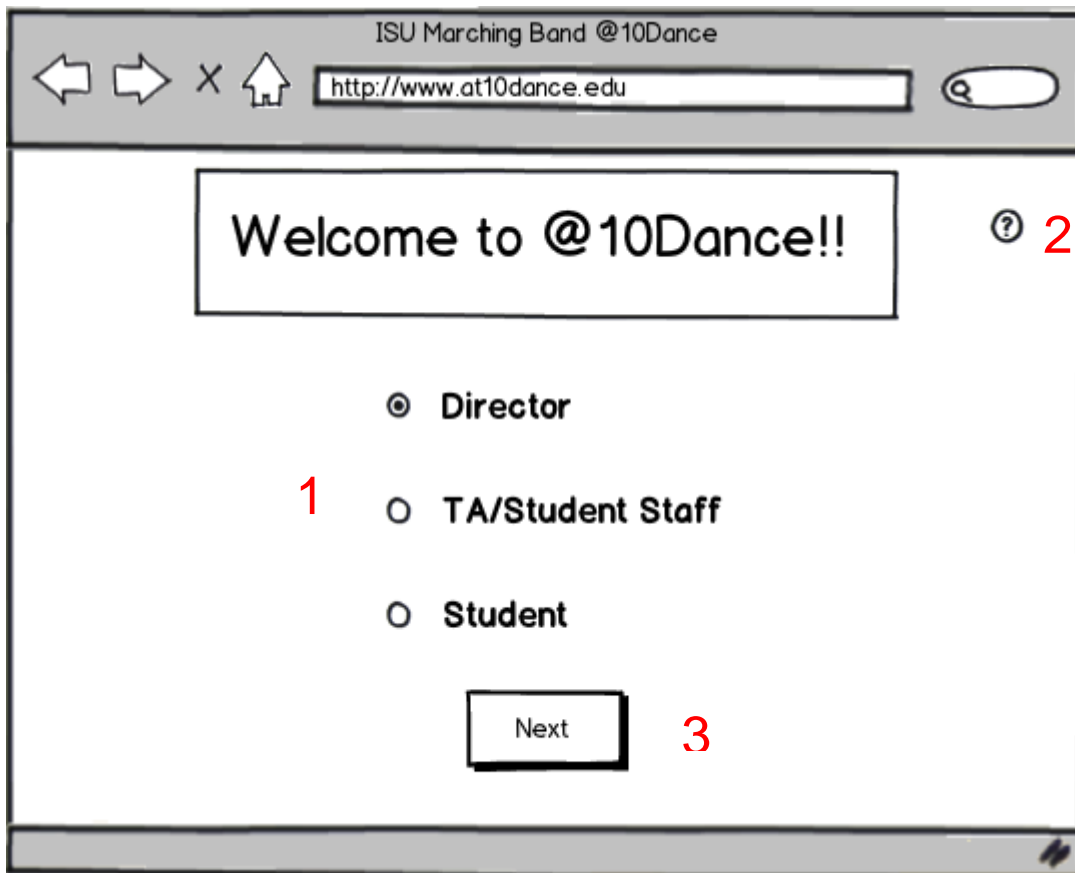 ISU Marching Band @10Dance
http://www.at10dance.edu
Welcome to @10Dance!!
? 2
Director
1
TA/Student Staff
Student
Next 3